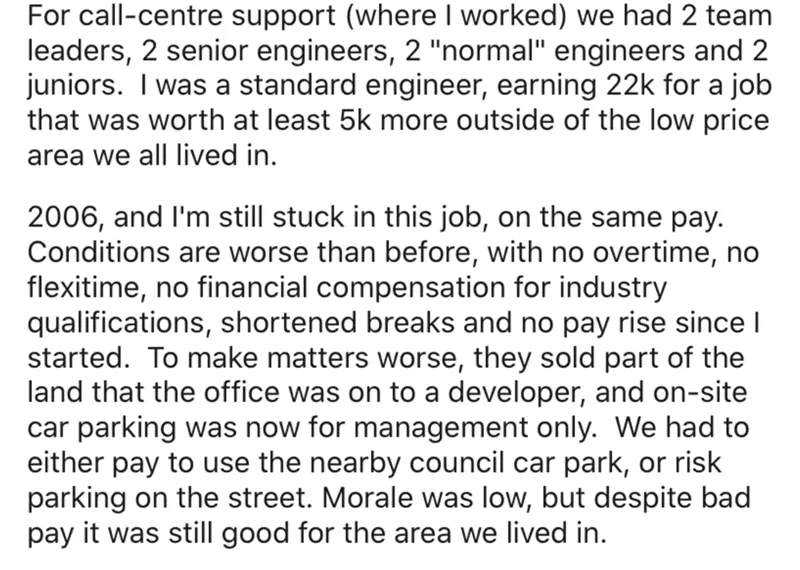 For call-centre support (where I worked) we had 2 team
leaders, 2 senior engineers, 2 "normal" engineers and 2
juniors.  I was a standard engineer, earning 22k for a job
that was worth at least 5k more outside of the low price
area we all lived in.
2006, and I'm still stuck in this job, on the same pay.
Conditions are worse than before, with no overtime, no
flexitime, no financial compensation for industry
qualifications, shortened breaks and no pay rise since I
started.  To make matters worse, they sold part of the
land that the office was on to a developer, and on-site
car parking was now for management only.  We had to
either pay to use the nearby council car park, or risk
parking on the street. Morale was low, but despite bad
pay it was still good for the area we lived in.